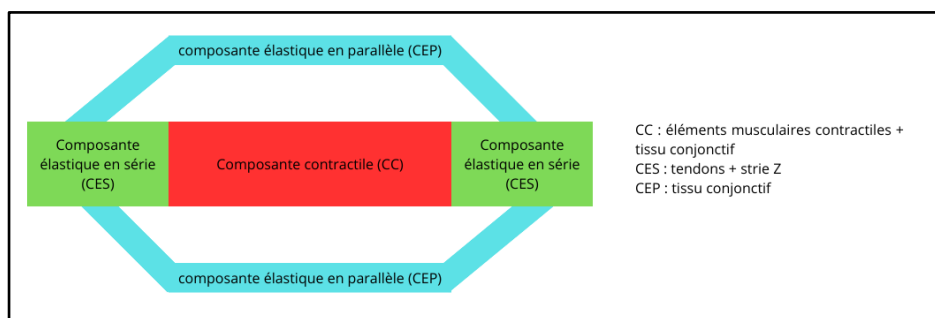 composante élastique en parallèle (CEP)
Composante
élastique en série
(CES)
Composante contractile (CC)
Composante
élastique en série
(CES)
composante élastique en parallèle (CEP)
CC : éléments musculaires contractiles +
tissu conjonctif
CES : tendons + strie Z
CEP : tissu conjonctif